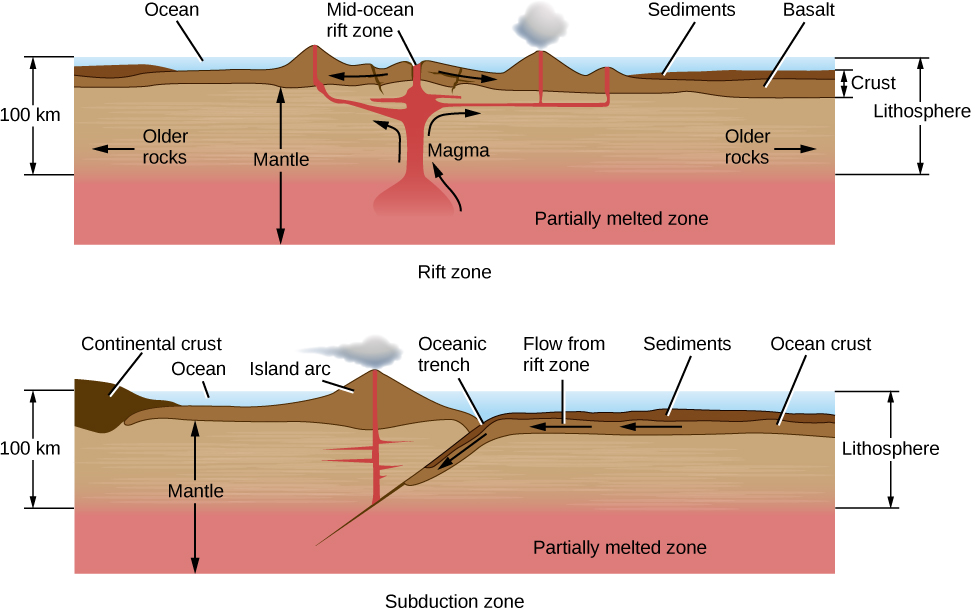 Ocean
Mid-ocean
rift zone
Sediments
Basalt
100 km
Crust
Lithosphere
Older
rocks
Mantle
Magma
Older
rocks
Partially melted zone
Rift zone
Continental crust
Ocean
Island arc
Oceanic
trench
Flow from
rift zone
Sediments
Ocean crust
100 km
Lithosphere
Mantle
Partially melted zone
Subduction zone